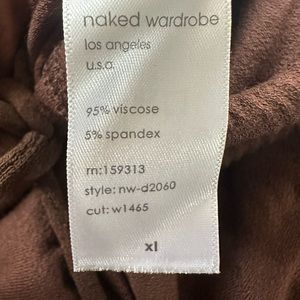 naked wardrobe
los angeles
u.s.a
95% viscose
5% spandex
rn:159313
style: nw-d2060
cut: w1465
xl